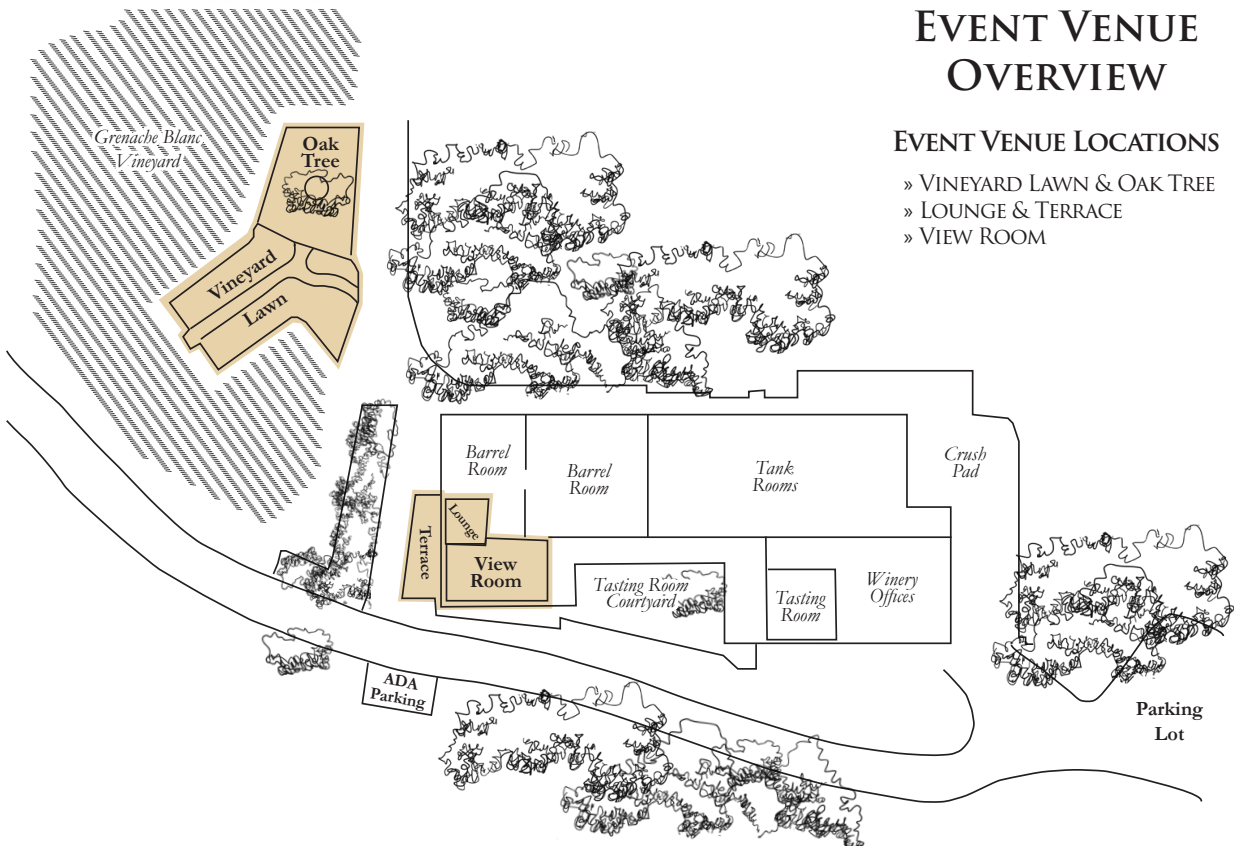 EVENT VENUE
OVERVIEW
EVENT VENUE LOCATIONS
» VINEYARD LAWN & OAK TREE
» LOUNGE & TERRACE
» VIEW ROOM
Grenache Blanc
Vineyard
Oak
Tree
Vineyard
Lawn
Barrel
Room
Barrel
Room
Tank
Rooms
Crush
Pad
Lounge
Terrace
View
Room
Tasting Room
Courtyard
Tasting
Room
Winery
Offices
ADA
Parking
Parking
Lot